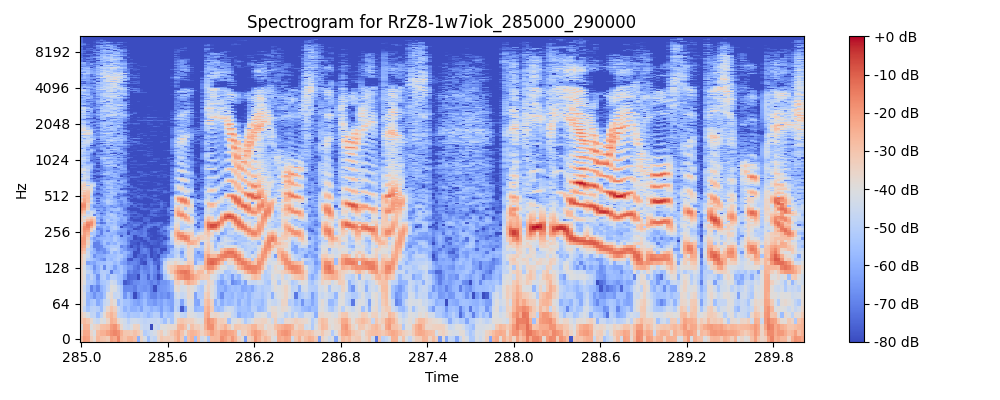 Spectrogram for RrZ8-1w7iok_285000_290000
Hz
8192
4096
2048
1024
512
256
128
64
0
285.0 285.6 286.2 286.8 287.4 288.0 288.6 289.2 289.8
Time
+0 dB
-10 dB
-20 dB
-30 dB
-40 dB
-50 dB
-60 dB
-70 dB
-80 dB